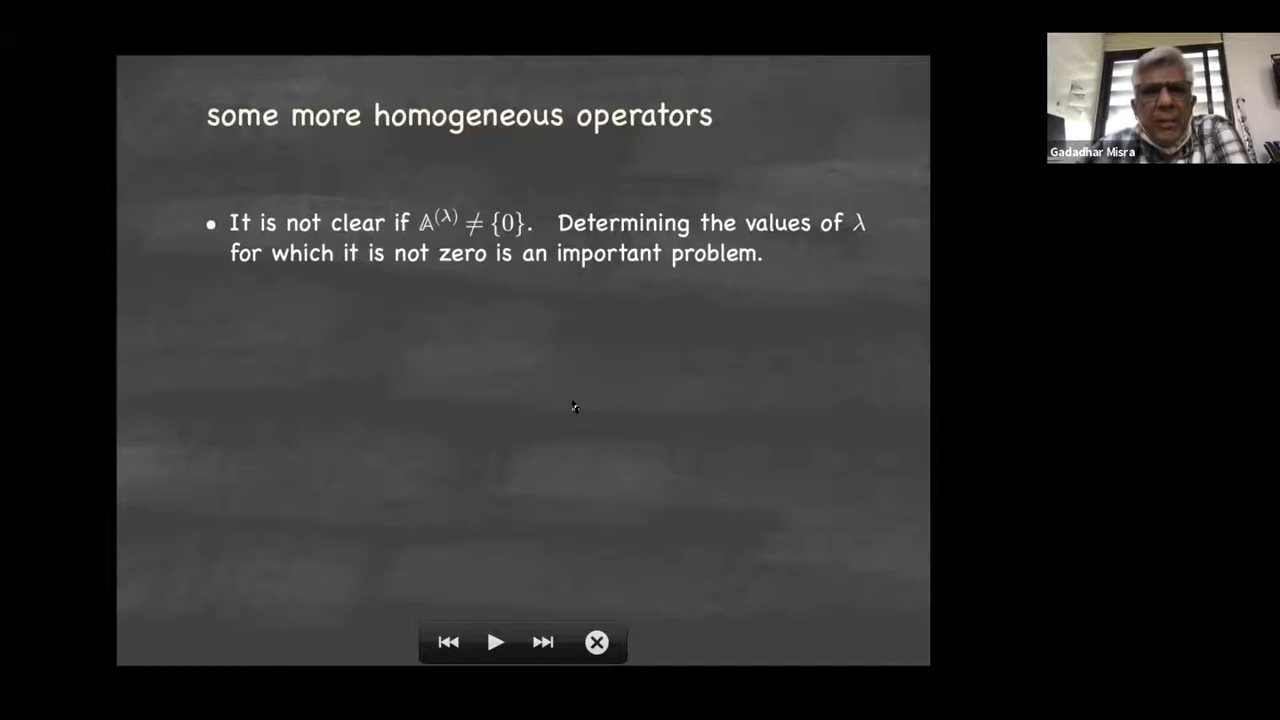 some more homogeneous operators
• It is not clear if 𝔸^(λ) ≠ {0}. Determining the values of λ
for which it is not zero is an important problem.
Gadadhar Misra